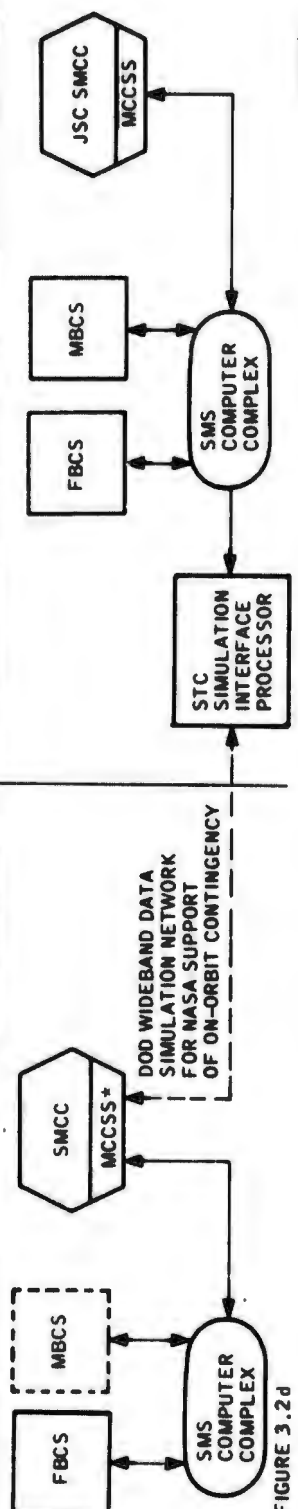 FBCS
MBCS
SMS
COMPUTER
COMPLEX
SMCC
MCCSS*
DOD WIDEBAND DATA
SIMULATION NETWORK
FOR NASA SUPPORT
OF ON-ORBIT CONTINGENCY
STC
SIMULATION
INTERFACE
PROCESSOR
FBCS
MBCS
SMS
COMPUTER
COMPLEX
JSC SMCC
MCCSS
FIGURE 3.2d